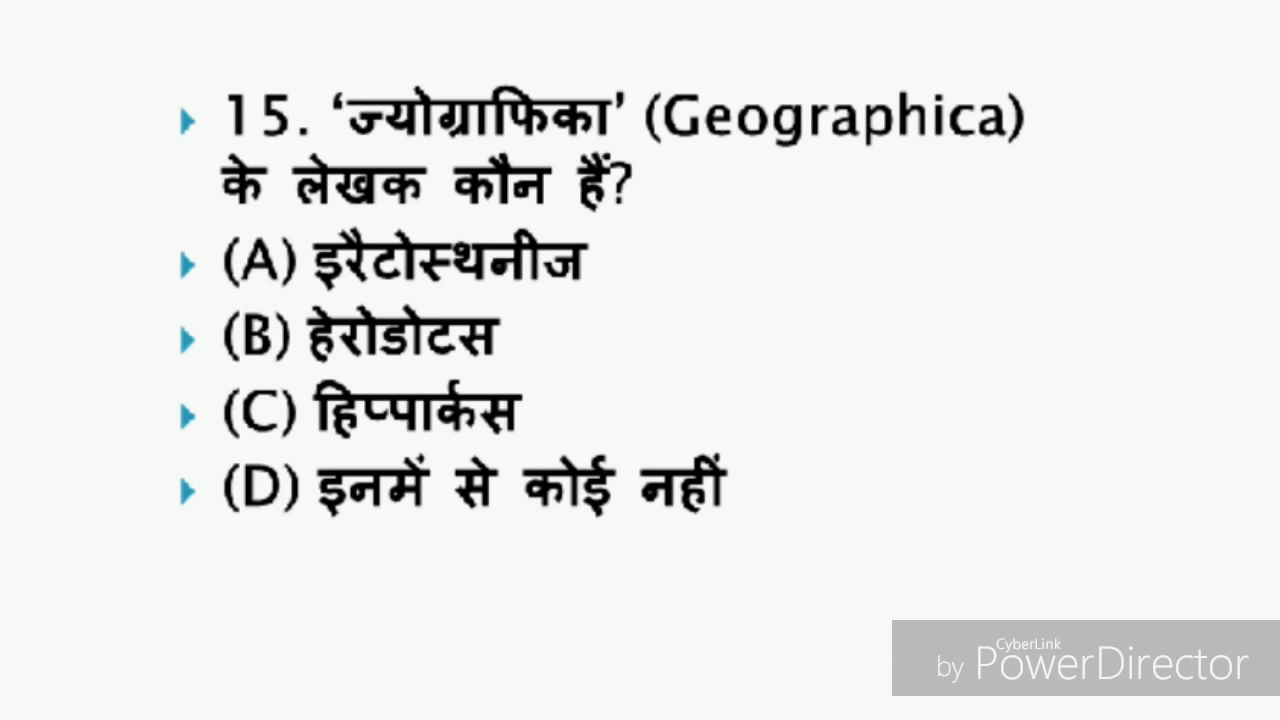 15. ‘ज्योग्राफिका’ (Geographica)
के लेखक कौन हैं?
(A) इरैटोस्थनीज
(B) हेरोडोटस
(C) हिप्पार्कस
(D) इनमें से कोई नहीं
CyberLink
by PowerDirector